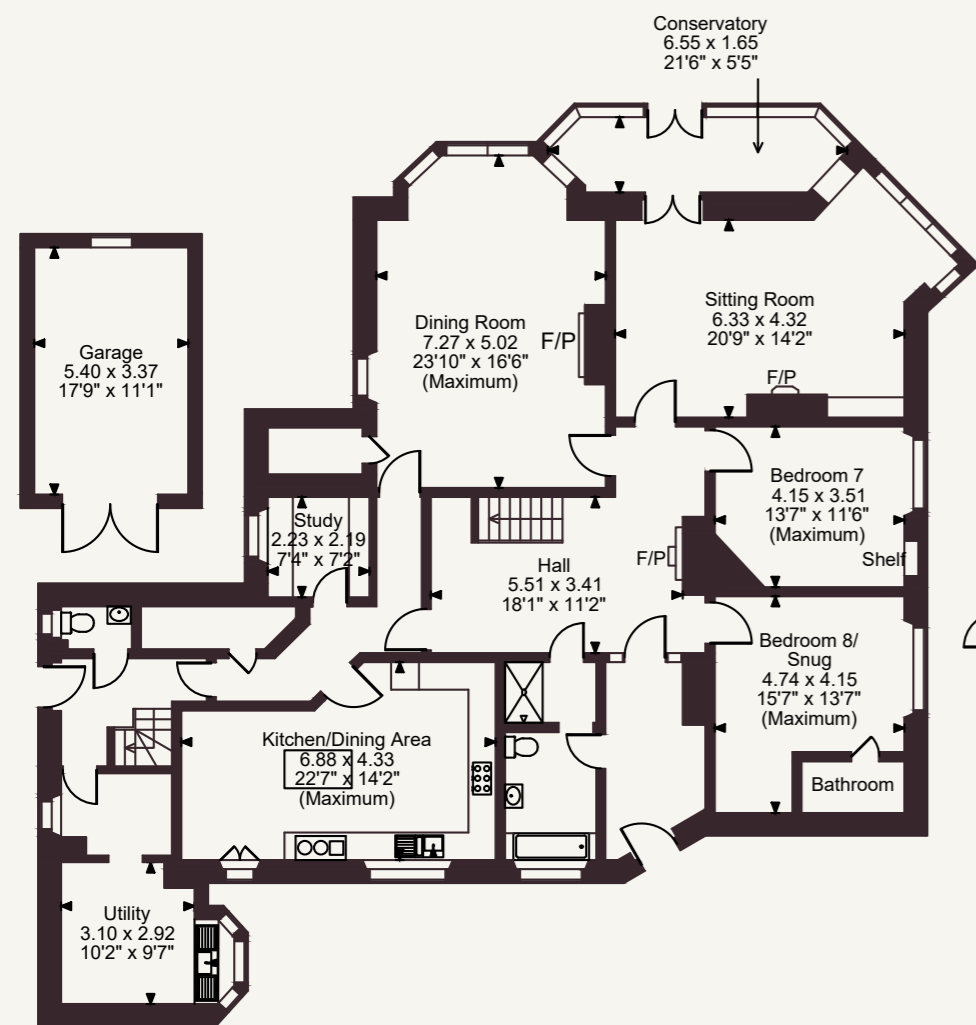 Conservatory
6.55 x 1.65
21'6" x 5'5"
Garage
5.40 x 3.37
17'9" x 11'1"
Dining Room
7.27 x 5.02
23'10" x 16'6"
(Maximum)
F/P
Sitting Room
6.33 x 4.32
20'9" x 14'2"
F/P
Study
2.23 x 2.19
7'4" x 7'2"
Hall
5.51 x 3.41
18'1" x 11'2"
F/P
Bedroom 7
4.15 x 3.51
13'7" x 11'6"
(Maximum)
Shelf
Bedroom 8/
Snug
4.74 x 4.15
15'7" x 13'7"
(Maximum)
Bathroom
Kitchen/Dining Area
6.88 x 4.33
22'7" x 14'2"
(Maximum)
Utility
3.10 x 2.92
10'2" x 9'7"